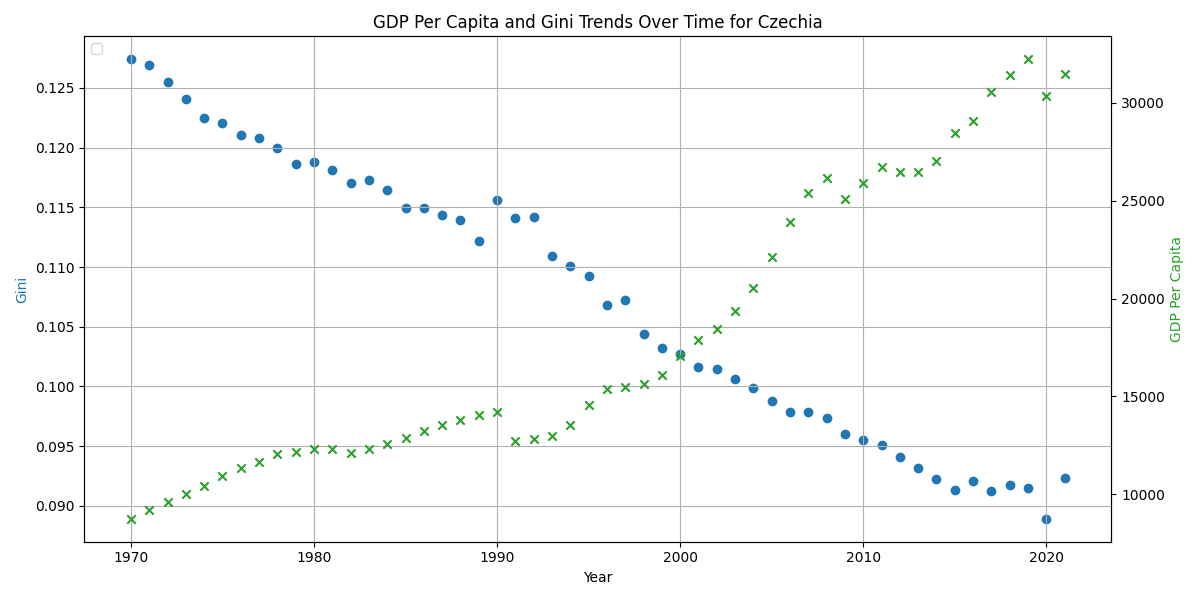 GDP Per Capita and Gini Trends Over Time for Czechia
0.125
0.120
0.115
0.110
0.105
0.100
0.095
0.090
Gini
30000
25000
20000
15000
10000
GDP Per Capita
1970 1980 1990 2000 2010 2020
Year